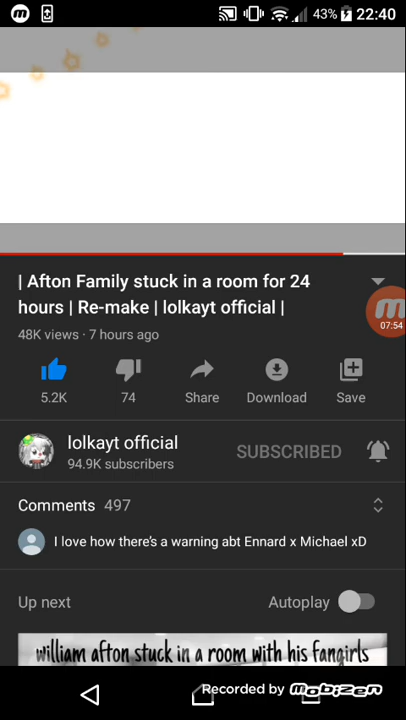 43% 22:40
| Afton Family stuck in a room for 24
hours | Re-make | lolkayt official |
48K views · 7 hours ago
07:54
5.2K 74 Share Download Save
lolkayt official
94.9K subscribers
SUBSCRIBED
Comments 497
I love how there's a warning abt Ennard x Michael xD
Up next Autoplay
william afton stuck in a room with his fangirls
Recorded by MOBIZEN